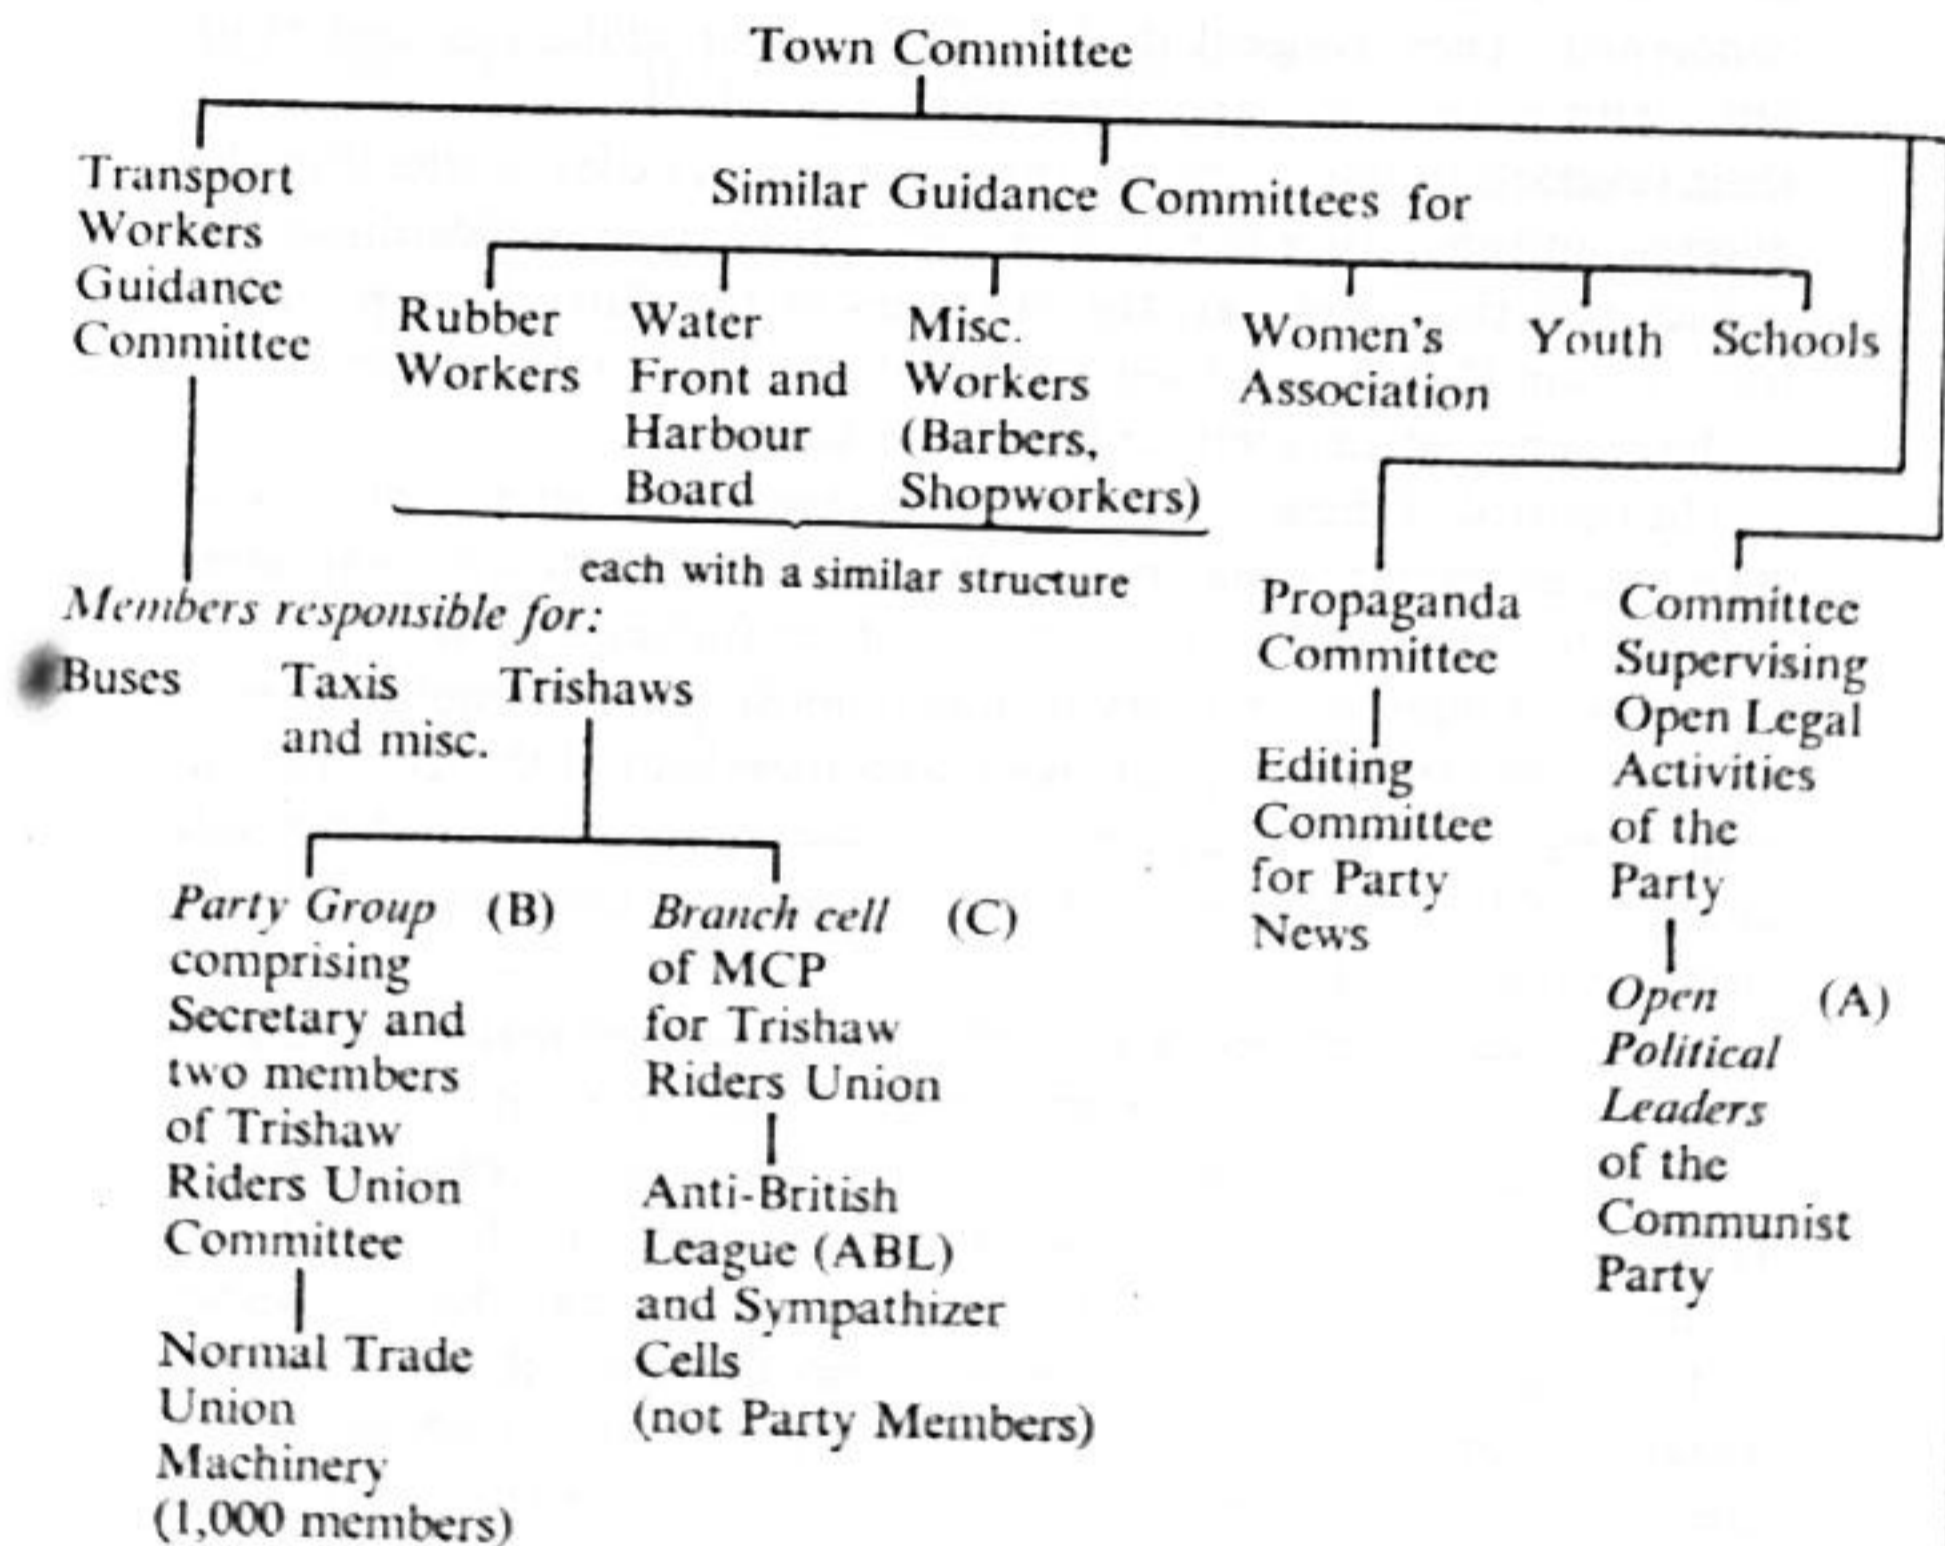 Town Committee
Transport
Workers
Guidance
Committee
Similar Guidance Committees for
Rubber
Workers
Water
Front and
Harbour
Board
Misc.
Workers
(Barbers,
Shopworkers)
Women's
Association
Youth
Schools
each with a similar structure
Members responsible for:
Buses
Taxis
and misc.
Trishaws
Party Group (B)
comprising
Secretary and
two members
of Trishaw
Riders Union
Committee
Normal Trade
Union
Machinery
(1,000 members)
Branch cell (C)
of MCP
for Trishaw
Riders Union
Anti-British
League (ABL)
and Sympathizer
Cells
(not Party Members)
Propaganda
Committee
Editing
Committee
for Party
News
Committee
Supervising
Open Legal
Activities
of the
Party
Open (A)
Political
Leaders
of the
Communist
Party